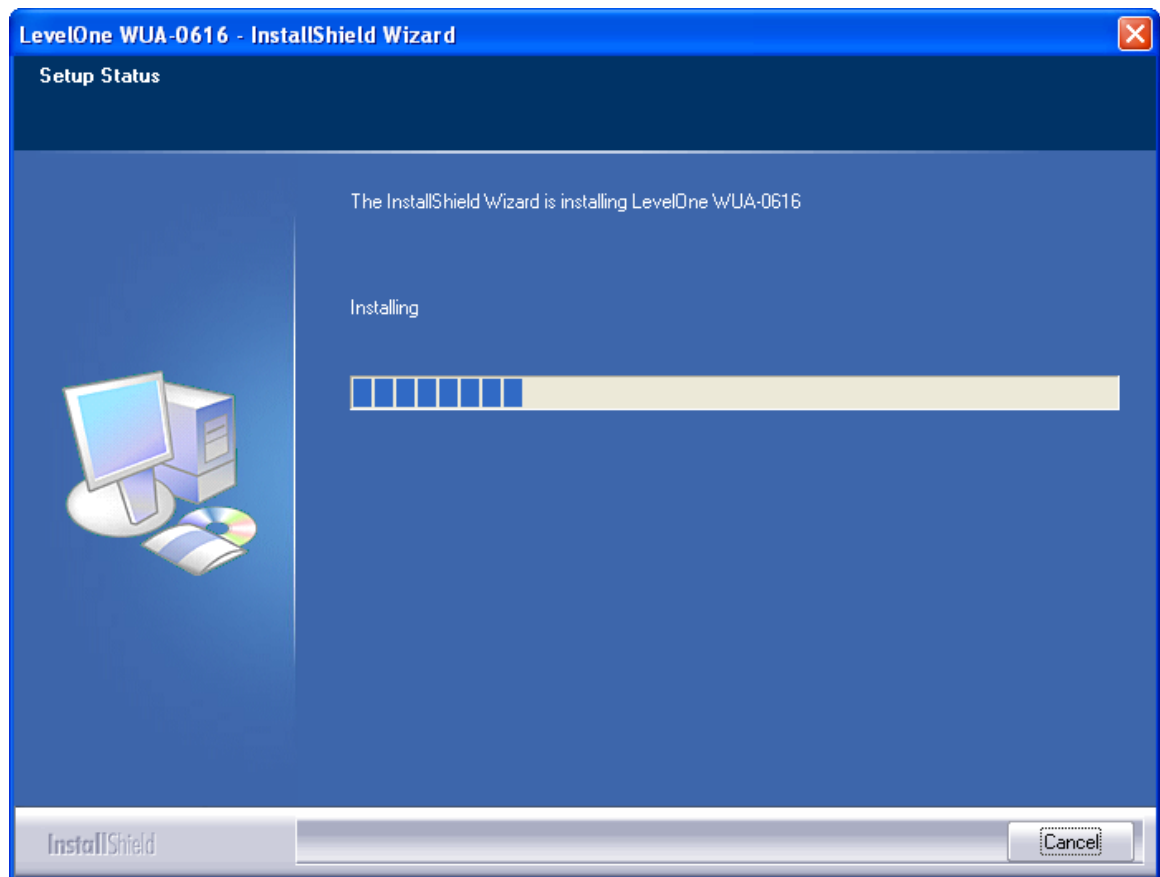 LevelOne WUA-0616 - InstallShield Wizard
Setup Status
The InstallShield Wizard is installing LevelOne WUA-0616
Installing
InstallShield
Cancel